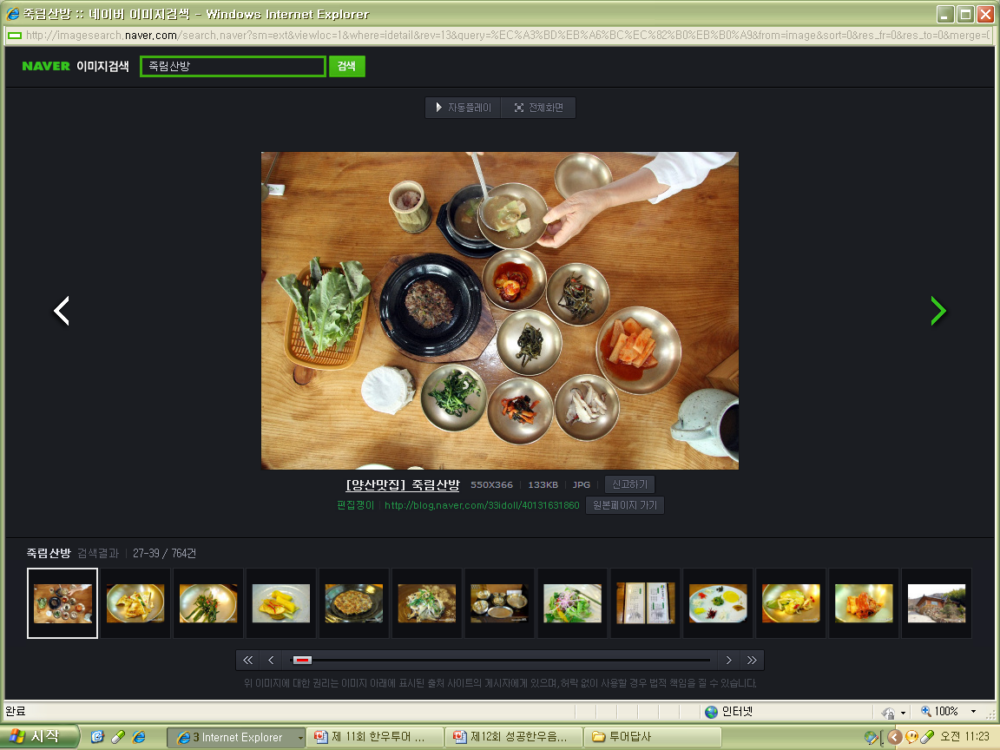 죽림산방 :: 네이버 이미지검색 - Windows Internet Explorer
http://imagesearch.naver.com/search.naver?sm=ext&viewloc=1&where=idetail&rev=13&query=%EC%A3%BD%EB%A6%BC%EC%82%B0%EB%B0%A9&from=image&sort=0&res_fr=0&res_to=0&merge=0
NAVER 이미지검색 죽림산방 검색
자동플레이 전체화면
[양산맛집] 죽림산방 550X366 | 133KB | JPG | 신고하기
편집쟁이 | http://blog.naver.com/33idoll/40131631860 원본페이지 가기
죽림산방 검색결과 | 27-39 / 764건
위 이미지에 대한 권리는 이미지 아래에 표시된 출처 사이트의 게시자에게 있으며, 허락 없이 사용할 경우 법적 책임을 질 수 있습니다.
완료 인터넷 100%
시작 3 Internet Explorer 제 11회 한우투어 ... 제12회 성공한우음... 투어답사 오전 11:23